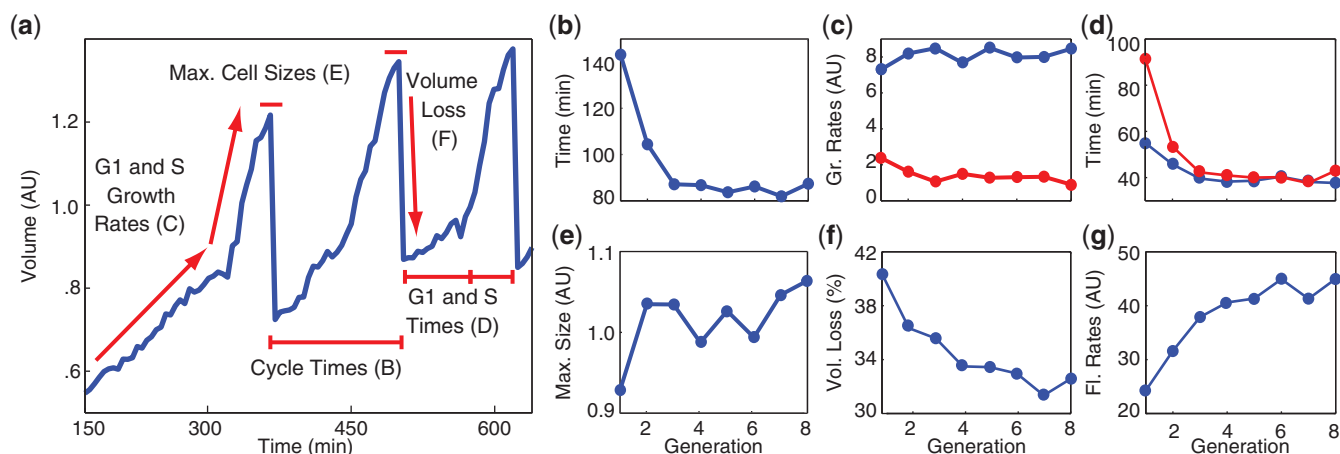 (a)
Volume (AU)
1.2
1.0
.8
.6
150
300
450
600
Time (min)
Max. Cell Sizes (E)
G1 and S
Growth
Rates (C)
Volume
Loss
(F)
G1 and S
Times (D)
Cycle Times (B)
(b)
Time (min)
140
120
100
80
(c)
Gr. Rates (AU)
8
6
4
2
0
(d)
Time (min)
100
80
60
40
(e)
Max. Size (AU)
1.1
1.0
0.9
2
4
6
8
Generation
(f)
Vol. Loss (%)
42
38
34
30
2
4
6
8
Generation
(g)
Fl. Rates (AU)
50
40
30
20
2
4
6
8
Generation